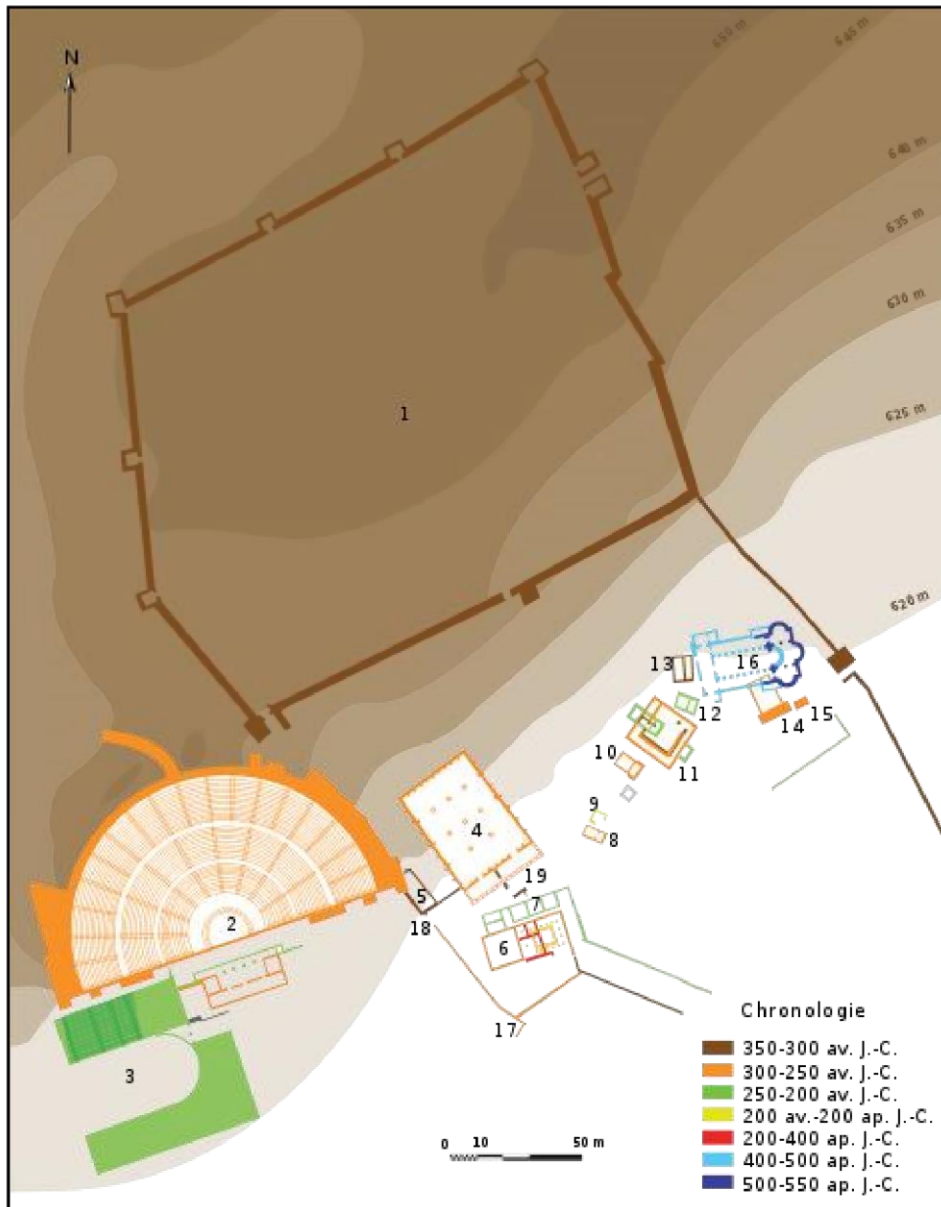 N
650 m
645 m
640 m
635 m
630 m
625 m
620 m
1
13
16
12
14
15
10
11
9
8
4
19
5
7
18
2
6
17
3
0 10 50 m
Chronologie
350-300 av. J.-C.
300-250 av. J.-C.
250-200 av. J.-C.
200 av.-200 ap. J.-C.
200-400 ap. J.-C.
400-500 ap. J.-C.
500-550 ap. J.-C.